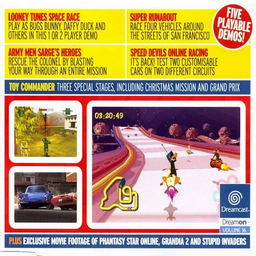 LOONEY TUNES SPACE RACE
PLAY AS BUGS BUNNY, DAFFY DUCK AND
OTHERS IN THIS 1 OR 2 PLAYER DEMO
SUPER RUNABOUT
RACE FOUR VEHICLES AROUND
THE STREETS OF SAN FRANCISCO
FIVE
PLAYABLE
DEMOS!
ARMY MEN SARGE'S HEROES
RESCUE THE COLONEL BY BLASTING
YOUR WAY THROUGH AN ENTIRE MISSION
SPEED DEVILS ONLINE RACING
IT'S BACK! TEST TWO CUSTOMISABLE
CARS ON TWO DIFFERENT CIRCUITS
TOY COMMANDER THREE SPECIAL STAGES, INCLUDING CHRISTMAS MISSION AND GRAND PRIX
03:20:49
Dreamcast
Dreamon
VOLUME 16
PLUS EXCLUSIVE MOVIE FOOTAGE OF PHANTASY STAR ONLINE, GRANDIA 2 AND STUPID INVADERS